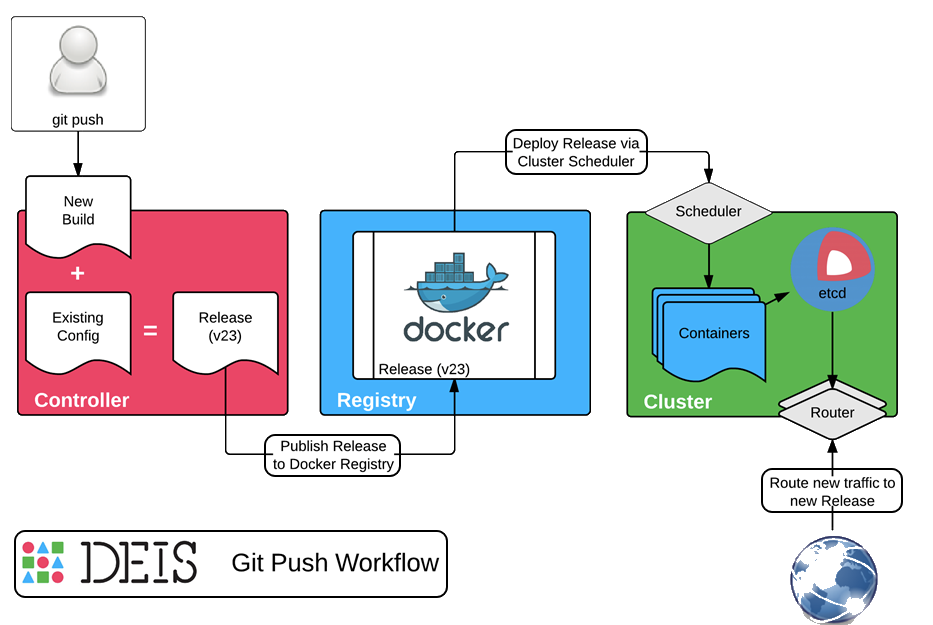 git push
New
Build
+
Existing
Config
=
Release
(v23)
Controller
Publish Release
to Docker Registry
docker
Release (v23)
Registry
Deploy Release via
Cluster Scheduler
Scheduler
Containers
etcd
Cluster
Router
Route new traffic to
new Release
DEIS
Git Push Workflow